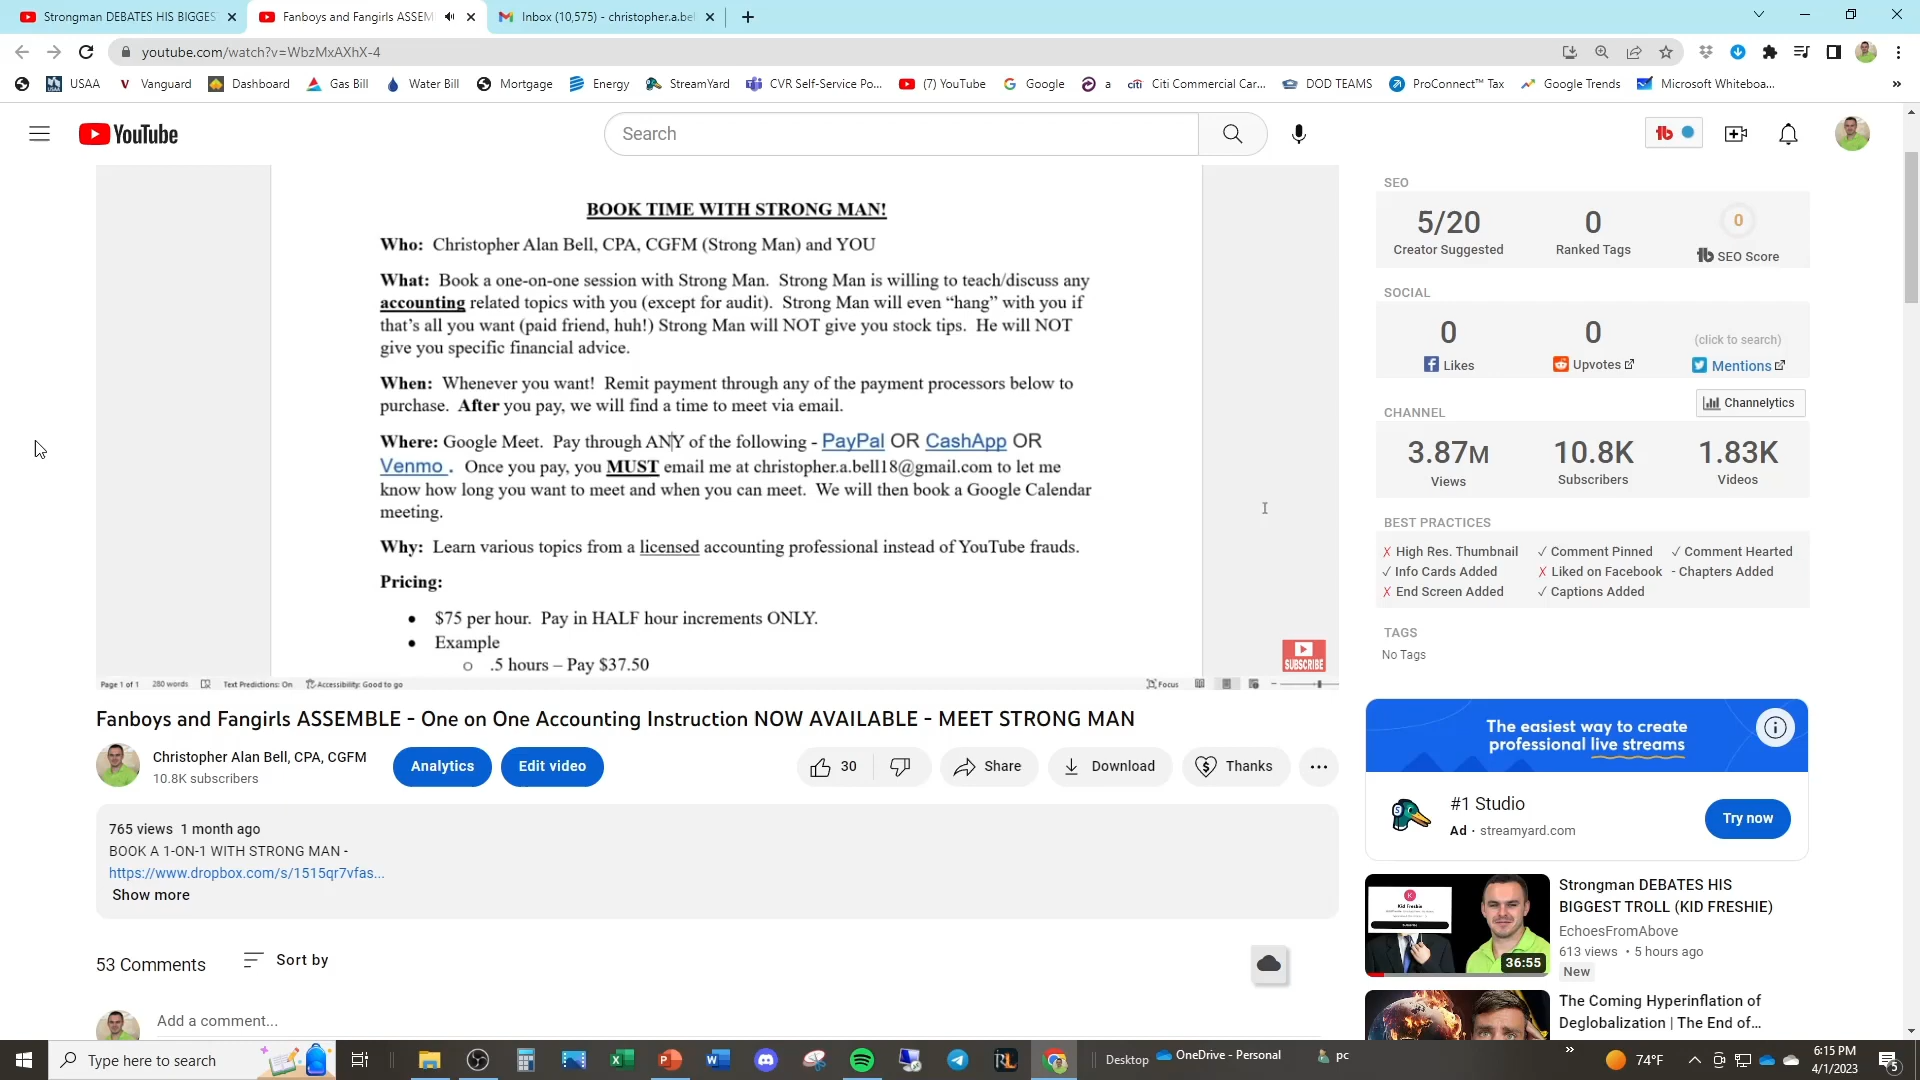 Strongman DEBATES HIS BIGGEST
Fanboys and Fangirls ASSEM
Inbox (10,575) - christopher.a.bel
youtube.com/watch?v=WbzMxAXhX-4
USAA
Vanguard
Dashboard
Gas Bill
Water Bill
Mortgage
Energy
StreamYard
CVR Self-Service Po...
(7) YouTube
Google
a
Citi Commercial Car...
DOD TEAMS
ProConnect™ Tax
Google Trends
Microsoft Whiteboa...
YouTube
Search
BOOK TIME WITH STRONG MAN!
Who: Christopher Alan Bell, CPA, CGFM (Strong Man) and YOU
What: Book a one-on-one session with Strong Man. Strong Man is willing to teach/discuss any
accounting related topics with you (except for audit). Strong Man will even “hang” with you if
that’s all you want (paid friend, huh!) Strong Man will NOT give you stock tips. He will NOT
give you specific financial advice.
When: Whenever you want! Remit payment through any of the payment processors below to
purchase. After you pay, we will find a time to meet via email.
Where: Google Meet. Pay through ANY of the following - PayPal OR CashApp OR
Venmo . Once you pay, you MUST email me at christopher.a.bell18@gmail.com to let me
know how long you want to meet and when you can meet. We will then book a Google Calendar
meeting.
Why: Learn various topics from a licensed accounting professional instead of YouTube frauds.
Pricing:
• $75 per hour. Pay in HALF hour increments ONLY.
• Example
o .5 hours – Pay $37.50
SUBSCRIBE
Page 1 of 1
280 words
Text Predictions: On
Accessibility: Good to go
Focus
Fanboys and Fangirls ASSEMBLE - One on One Accounting Instruction NOW AVAILABLE - MEET STRONG MAN
Christopher Alan Bell, CPA, CGFM
10.8K subscribers
Analytics
Edit video
30
Share
Download
Thanks
765 views 1 month ago
BOOK A 1-ON-1 WITH STRONG MAN -
https://www.dropbox.com/s/1515qr7vfas...
Show more
53 Comments
Sort by
Add a comment...
SEO
5/20
Creator Suggested
0
Ranked Tags
0
SEO Score
SOCIAL
0
Likes
0
Upvotes
(click to search)
Mentions
Channelytics
CHANNEL
3.87M
Views
10.8K
Subscribers
1.83K
Videos
BEST PRACTICES
✗ High Res. Thumbnail
✓ Comment Pinned
✓ Comment Hearted
✓ Info Cards Added
✗ Liked on Facebook
- Chapters Added
✗ End Screen Added
✓ Captions Added
TAGS
No Tags
The easiest way to create
professional live streams
#1 Studio
Ad · streamyard.com
Try now
Kid Freshie
36:55
Strongman DEBATES HIS
BIGGEST TROLL (KID FRESHIE)
EchoesFromAbove
613 views • 5 hours ago
New
The Coming Hyperinflation of
Deglobalization | The End of...
Type here to search
Desktop
OneDrive - Personal
pc
74°F
6:15 PM
4/1/2023
5